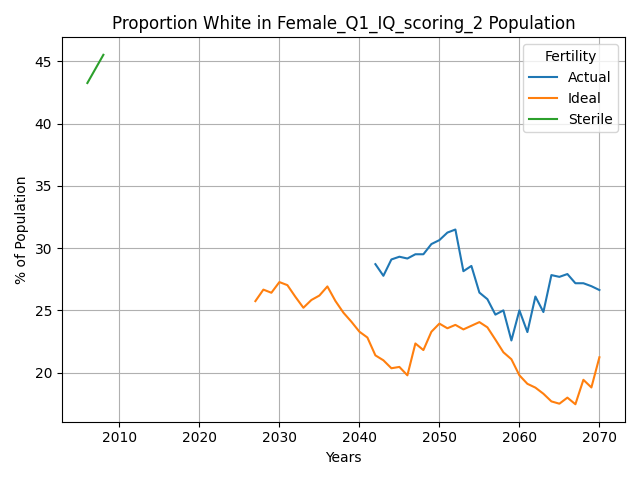 Proportion White in Female_Q1_IQ_scoring_2 Population
Fertility
Actual
Ideal
Sterile
% of Population
45
40
35
30
25
20
2010 2020 2030 2040 2050 2060 2070
Years